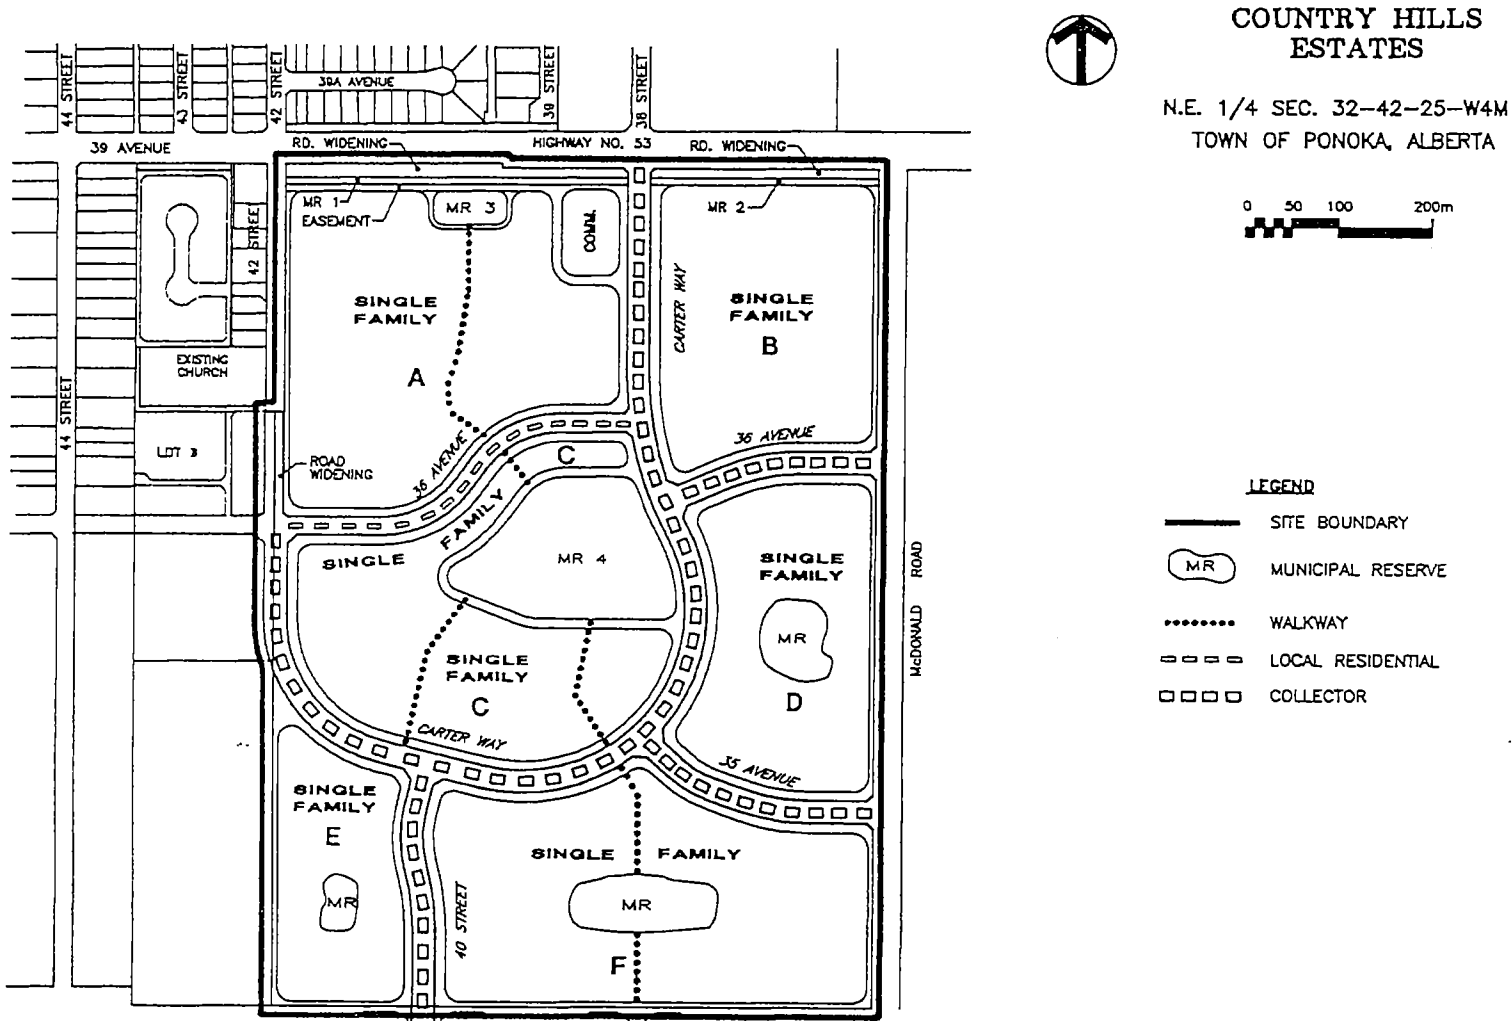 COUNTRY HILLS
ESTATES
N.E. 1/4 SEC. 32-42-25-W4M
TOWN OF PONOKA, ALBERTA
0 50 100 200m
44 STREET
43 STREET
42 STREET
39A AVENUE
39 STREET
38 STREET
39 AVENUE
RD. WIDENING
HIGHWAY NO. 53
RD. WIDENING
MR 1
EASEMENT
MR 3
COMM.
MR 2
42 STREET
SINGLE
FAMILY
A
CARTER WAY
SINGLE
FAMILY
B
EXISTING
CHURCH
44 STREET
LOT 3
ROAD
WIDENING
36 AVENUE
C
36 AVENUE
SINGLE FAMILY
MR 4
SINGLE
FAMILY
MR
D
McDONALD ROAD
SINGLE
FAMILY
C
CARTER WAY
35 AVENUE
SINGLE
FAMILY
E
MR
40 STREET
SINGLE FAMILY
MR
F
LEGEND
SITE BOUNDARY
MR MUNICIPAL RESERVE
WALKWAY
LOCAL RESIDENTIAL
COLLECTOR